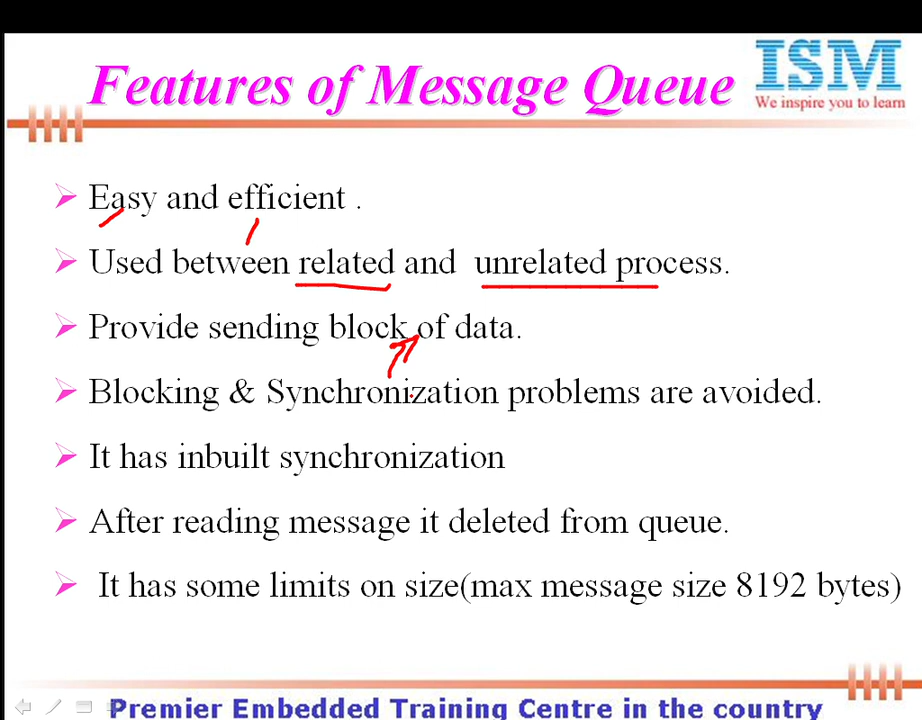 Features of Message Queue
ISM
We inspire you to learn
Easy and efficient .
Used between related and unrelated process.
Provide sending block of data.
Blocking & Synchronization problems are avoided.
It has inbuilt synchronization
After reading message it deleted from queue.
It has some limits on size(max message size 8192 bytes)
Premier Embedded Training Centre in the country